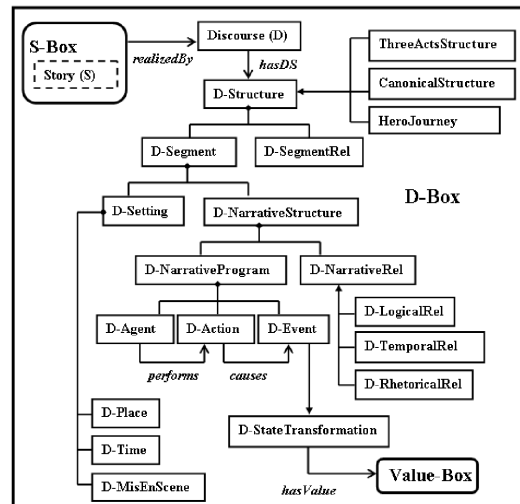 S-Box
Story (S)
realizedBy
Discourse (D)
hasDS
D-Structure
ThreeActsStructure
CanonicalStructure
HeroJourney
D-Segment
D-SegmentRel
D-Box
D-Setting
D-NarrativeStructure
D-NarrativeProgram
D-NarrativeRel
D-Agent
D-Action
D-Event
performs
causes
D-LogicalRel
D-TemporalRel
D-RhetoricalRel
D-Place
D-Time
D-MisEnScene
D-StateTransformation
hasValue
Value-Box